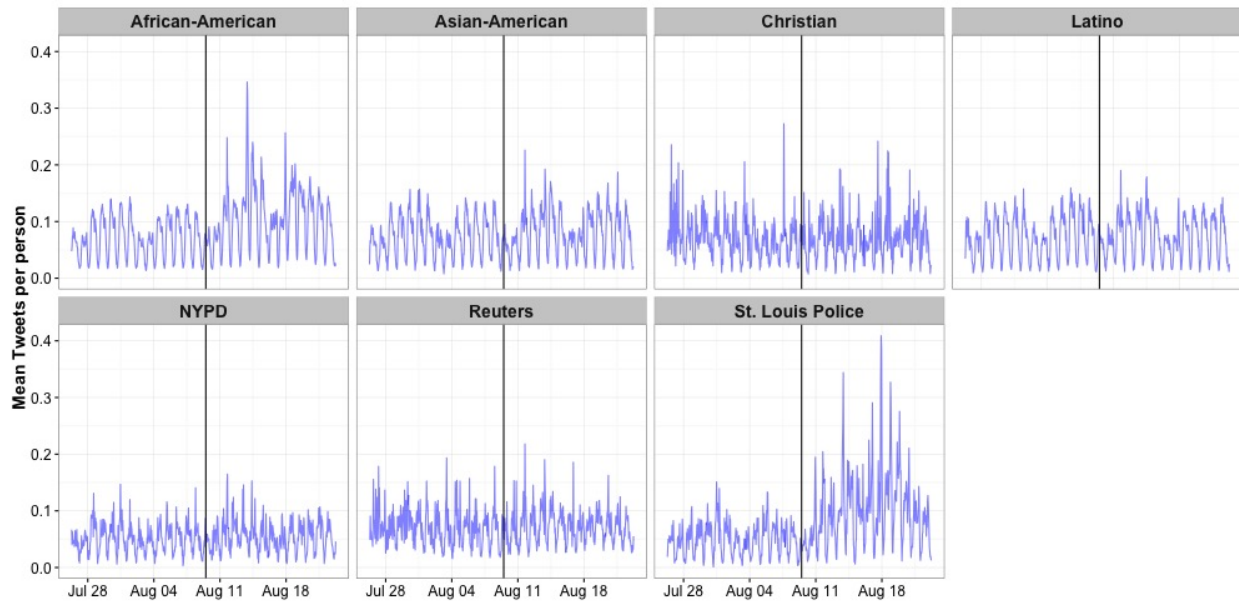 African-American Asian-American Christian Latino
0.4
0.3
0.2
0.1
0.0
NYPD Reuters St. Louis Police
0.4
0.3
0.2
0.1
0.0
Mean Tweets per person
Jul 28 Aug 04 Aug 11 Aug 18 Jul 28 Aug 04 Aug 11 Aug 18 Jul 28 Aug 04 Aug 11 Aug 18